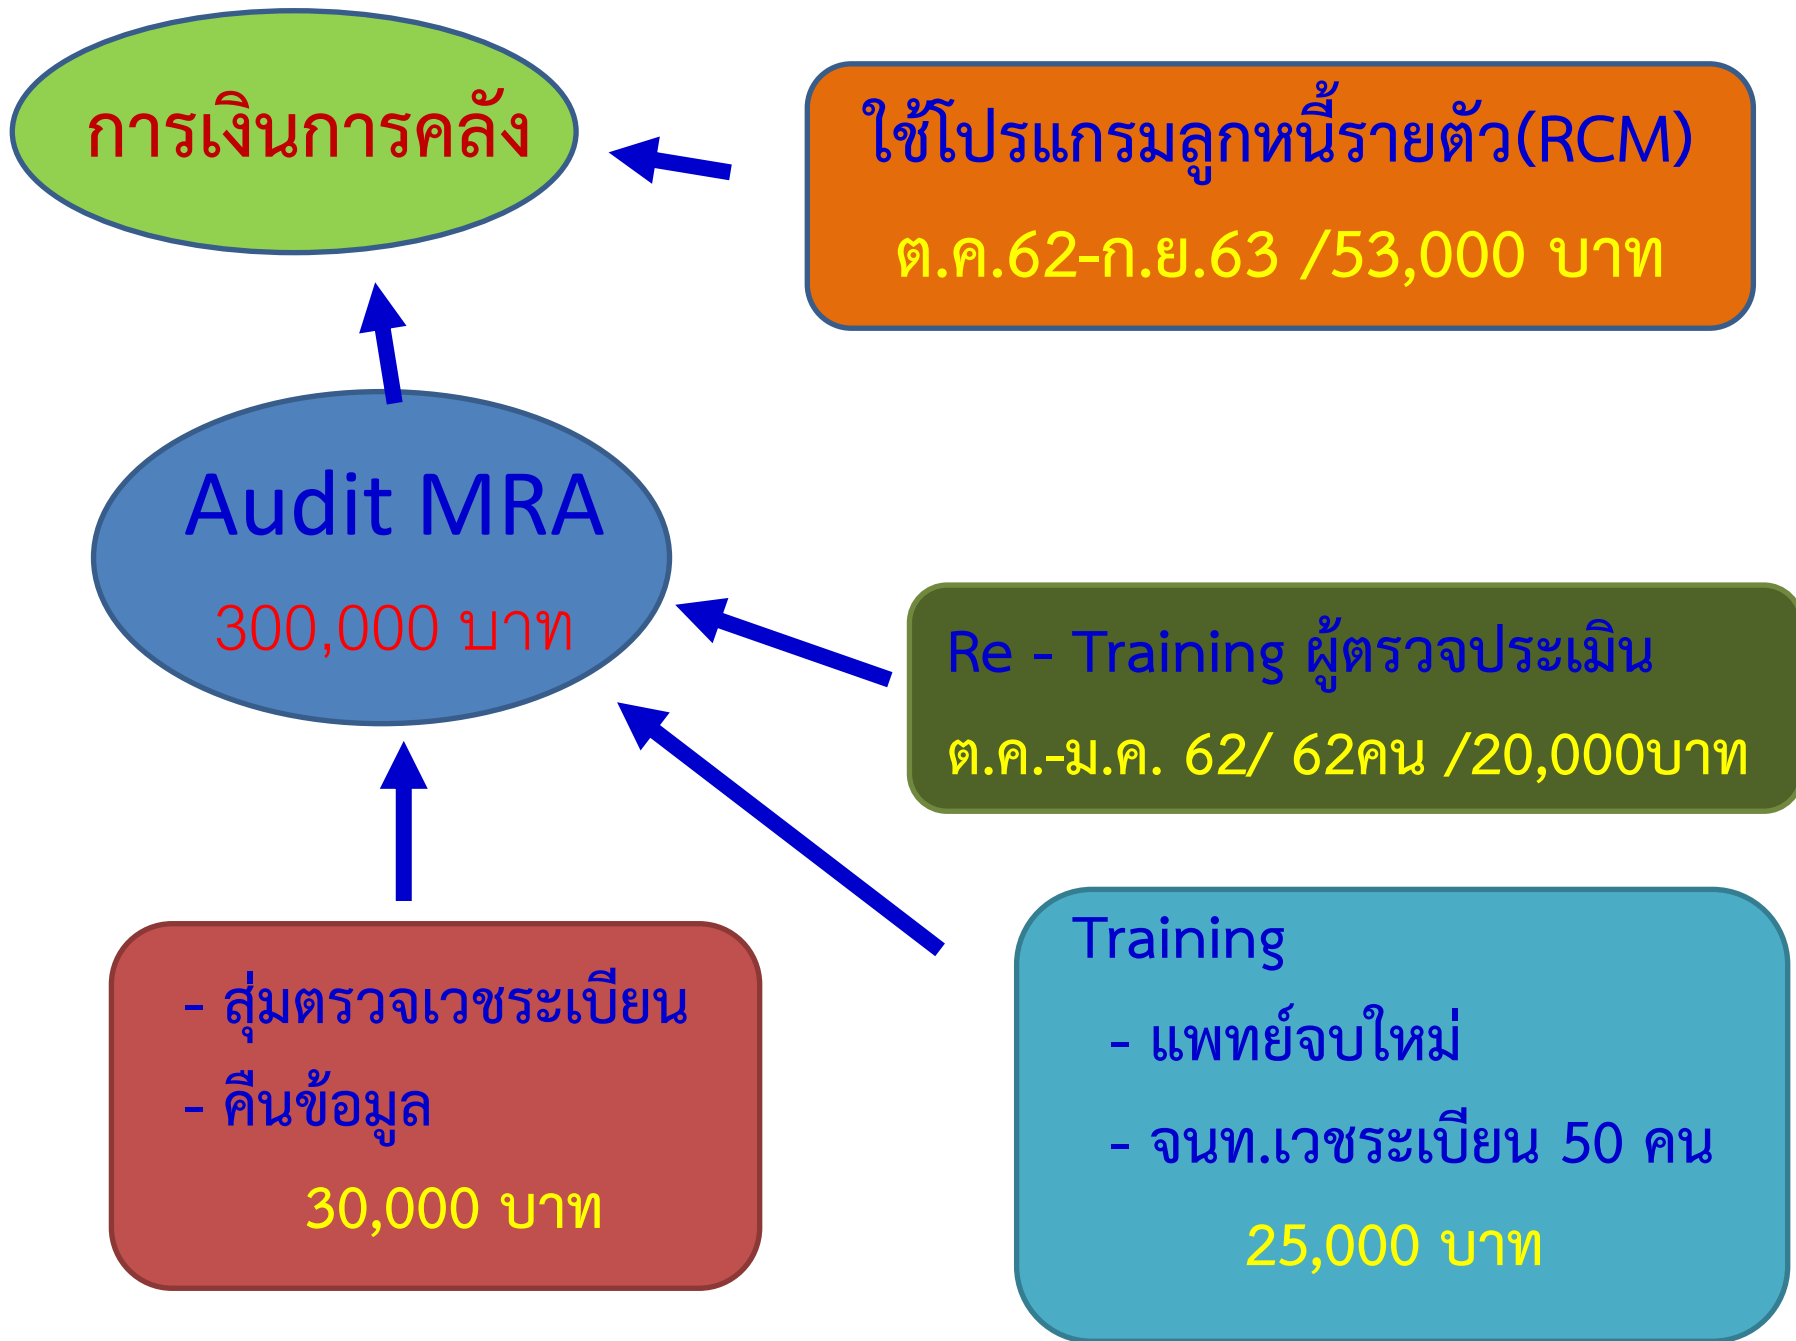 การเงินการคลัง
ใช้โปรแกรมลูกหนี้รายตัว(RCM)
ต.ค.62-ก.ย.63 /53,000 บาท
Audit MRA
300,000 บาท
Re - Training ผู้ตรวจประเมิน
ต.ค.-ม.ค. 62/ 62คน /20,000บาท
- สุ่มตรวจเวชระเบียน
- คืนข้อมูล
30,000 บาท
Training
- แพทย์จบใหม่
- จนท.เวชระเบียน 50 คน
25,000 บาท